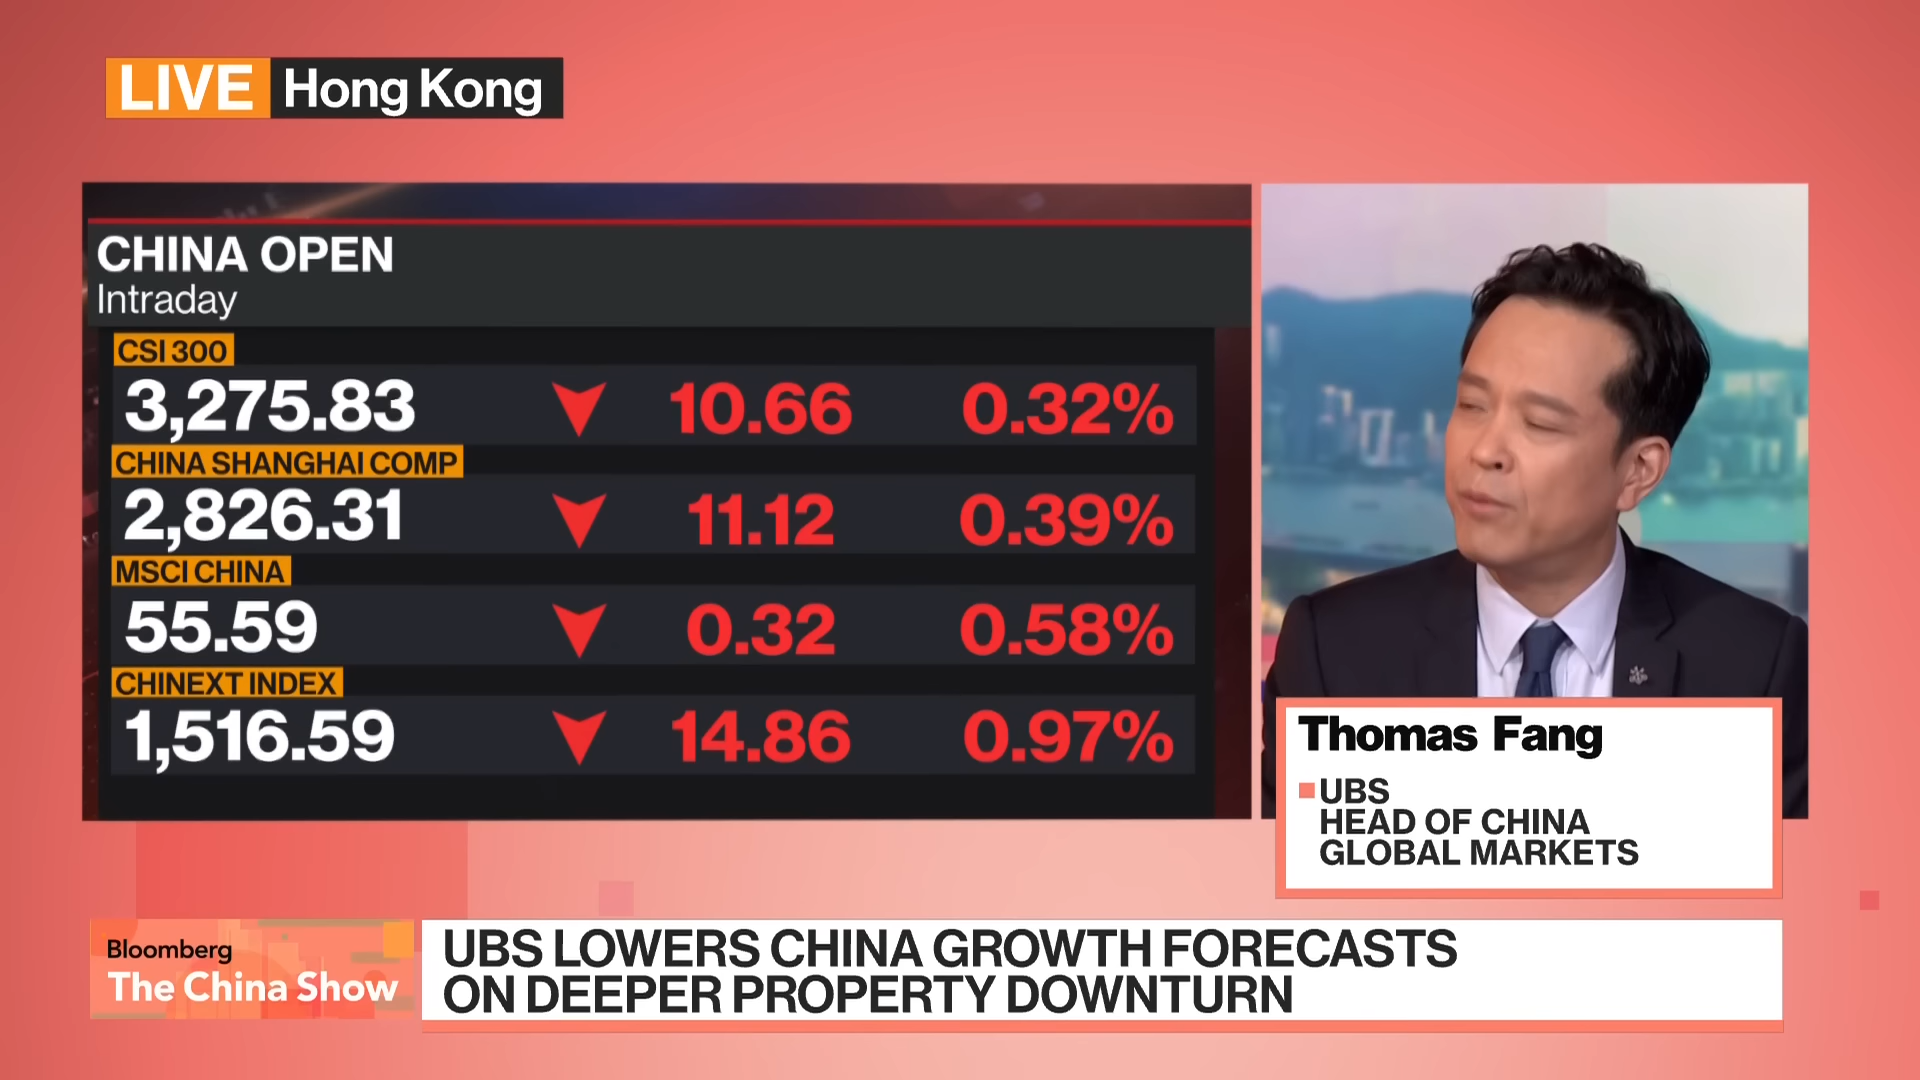 LIVE Hong Kong
CHINA OPEN
Intraday
CSI 300
3,275.83 10.66 0.32%
CHINA SHANGHAI COMP
2,826.31 11.12 0.39%
MSCI CHINA
55.59 0.32 0.58%
CHINEXT INDEX
1,516.59 14.86 0.97%
Thomas Fang
UBS
HEAD OF CHINA
GLOBAL MARKETS
Bloomberg
The China Show
UBS LOWERS CHINA GROWTH FORECASTS
ON DEEPER PROPERTY DOWNTURN